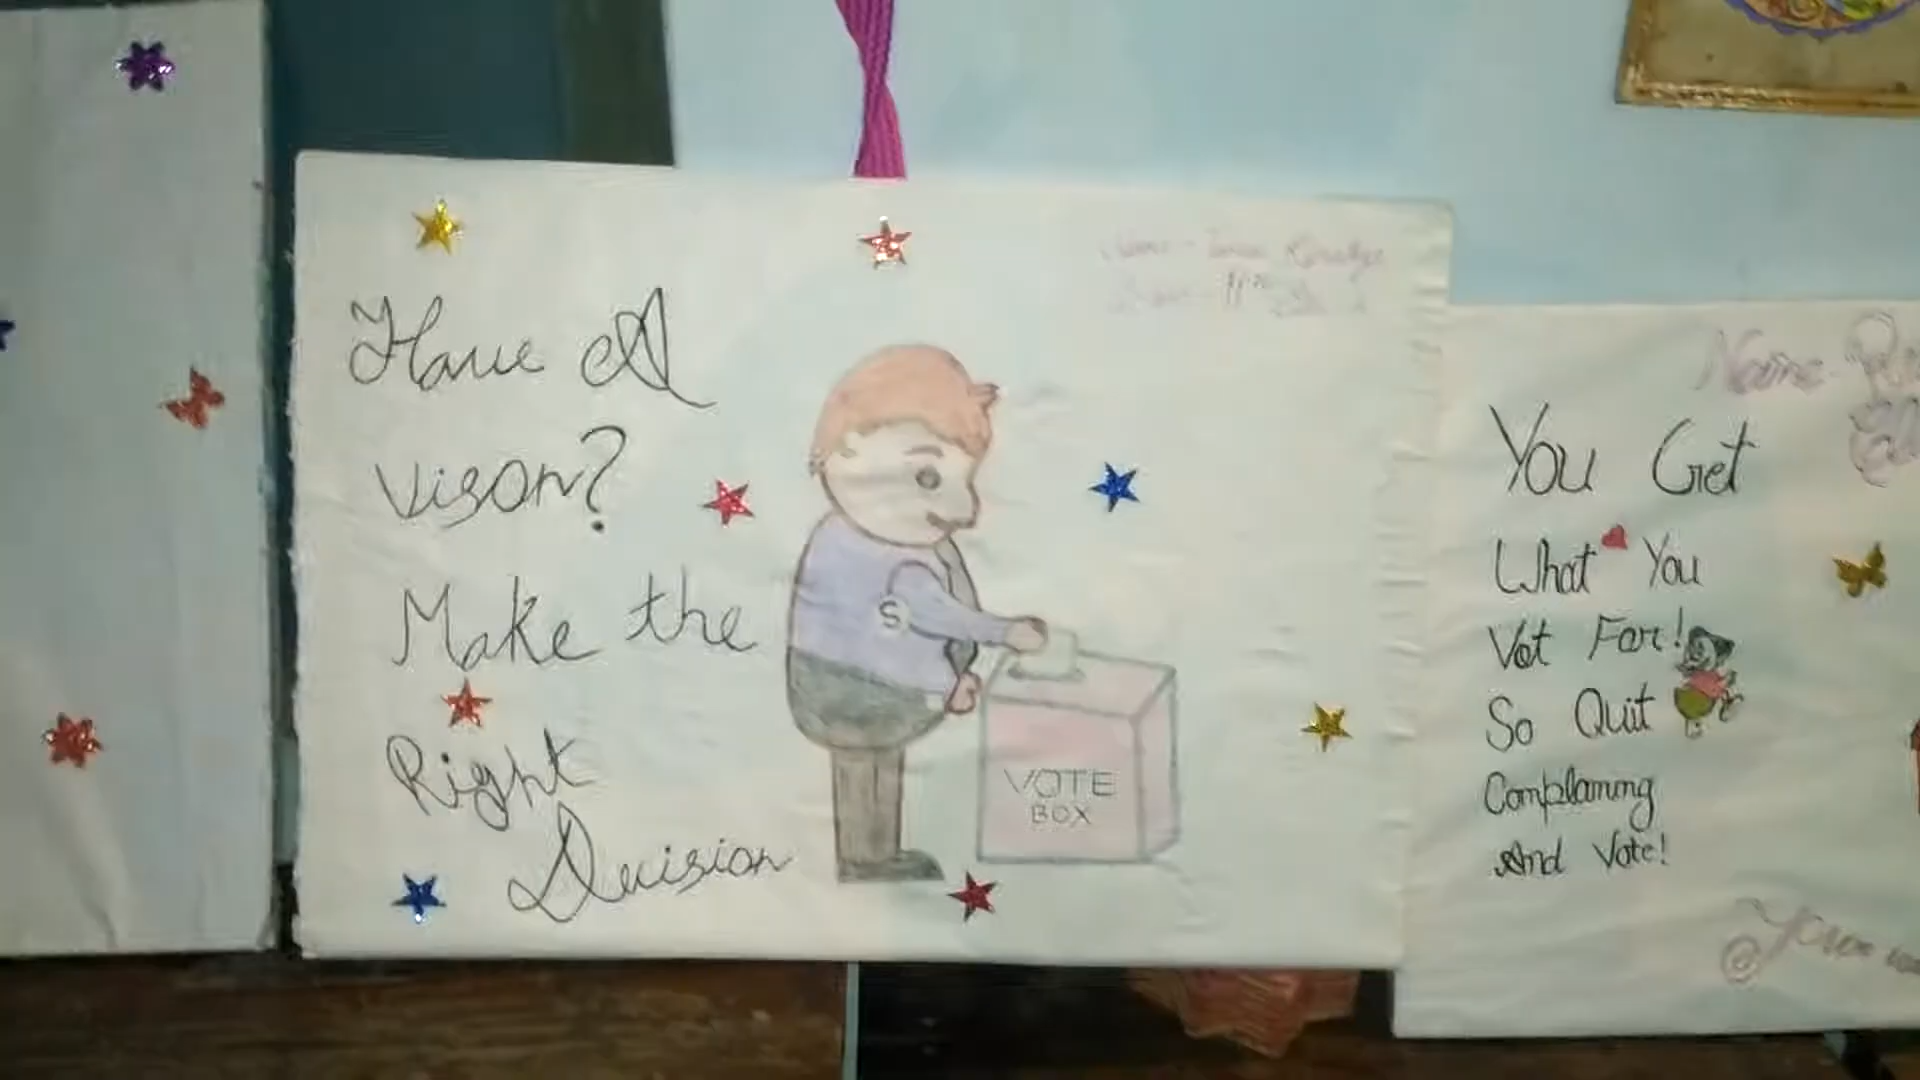 Have A
Vison?
Make the
Right
Decision
S
VOTE
BOX
Name-
You Get
What You
Vot For!
So Quit
Complaning
And Vote!